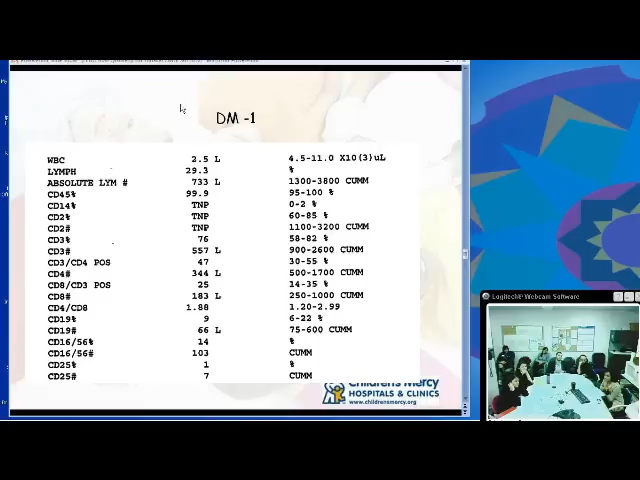 DM -1
WBC 2.5 L 4.5-11.0 X10(3)uL
LYMPH 29.3 %
ABSOLUTE LYM # 733 L 1300-3800 CUMM
CD45% 99.9 95-100 %
CD14% TNP 0-2 %
CD2% TNP 60-85 %
CD2# TNP 1100-3200 CUMM
CD3% 76 58-82 %
CD3# 557 L 900-2600 CUMM
CD3/CD4 POS 47 30-55 %
CD4# 344 L 500-1700 CUMM
CD8/CD3 POS 25 14-35 %
CD8# 183 L 250-1000 CUMM
CD4/CD8 1.88 1.20-2.99
CD19% 9 6-22 %
CD19# 66 L 75-600 CUMM
CD16/56% 14 %
CD16/56# 103 CUMM
CD25% 1 %
CD25# 7 CUMM
Children's Mercy
HOSPITALS & CLINICS
www.childrensmercy.org
Logitech® Webcam Software